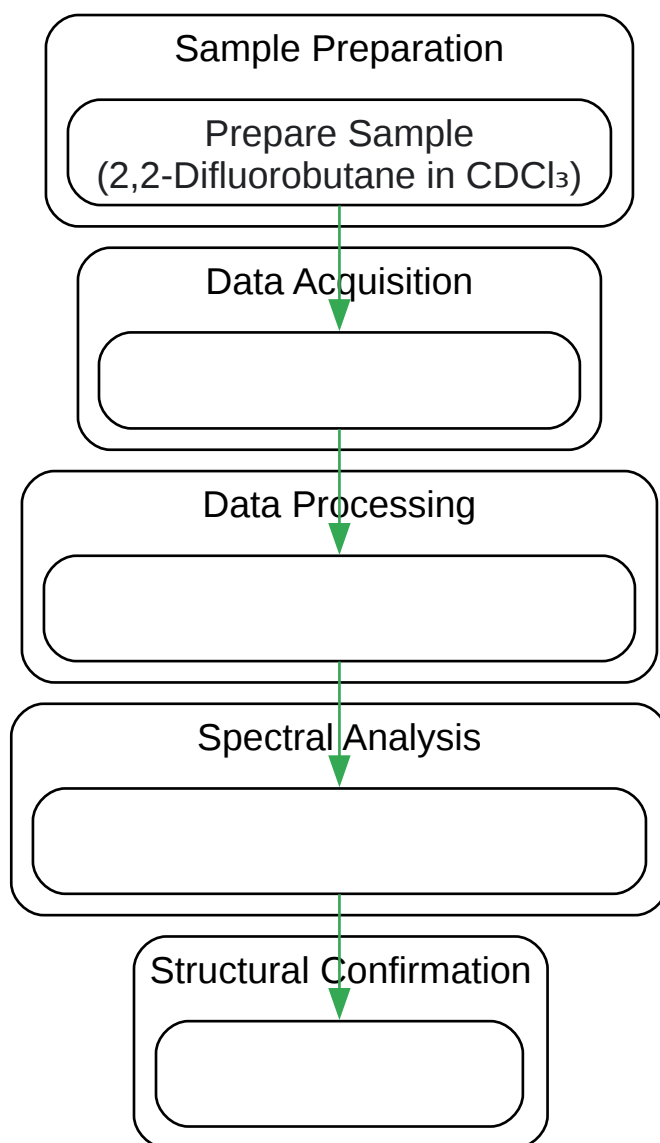 Sample Preparation
Prepare Sample
(2,2-Difluorobutane in CDCl₃)
Data Acquisition
Data Processing
Spectral Analysis
Structural Confirmation